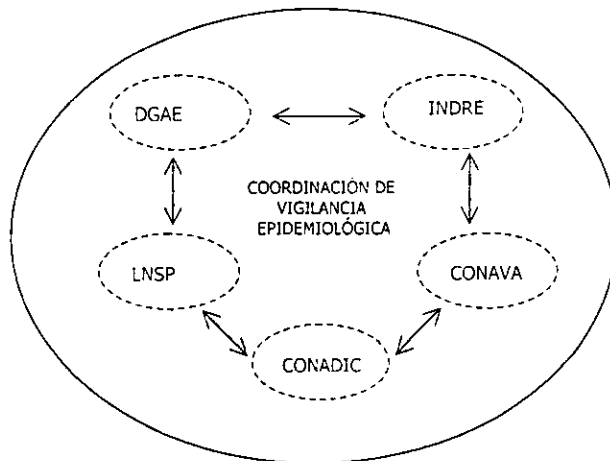 DGAE
INDRE
COORDINACIÓN DE
VIGILANCIA
EPIDEMIOLÓGICA
LNSP
CONAVA
CONADIC